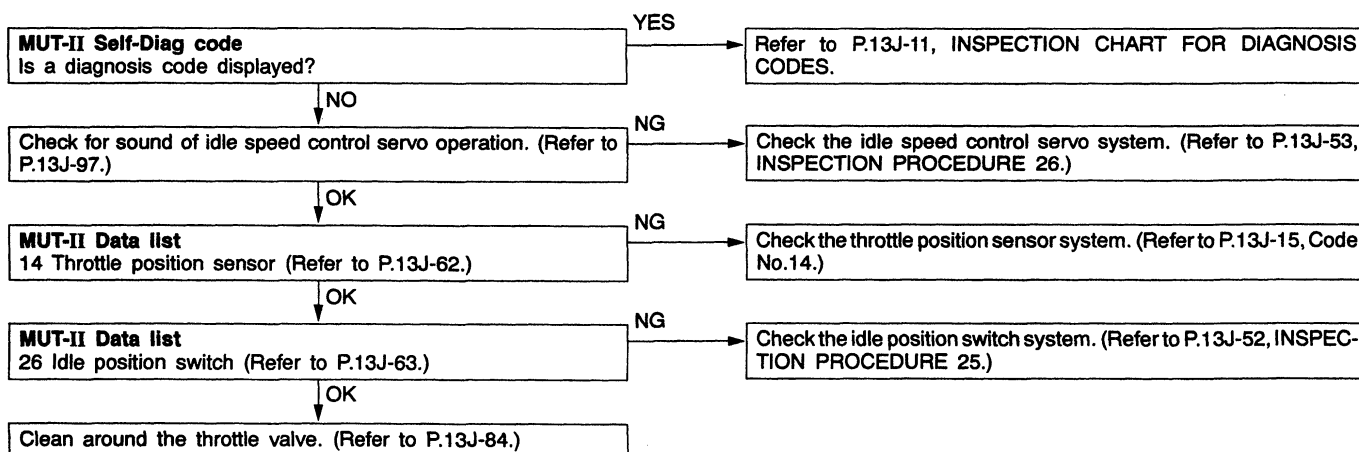 YES
MUT-II Self-Diag code
Is a diagnosis code displayed?
Refer to P.13J-11, INSPECTION CHART FOR DIAGNOSIS
CODES.
NO
Check for sound of idle speed control servo operation. (Refer to
P.13J-97.)
NG
Check the idle speed control servo system. (Refer to P.13J-53,
INSPECTION PROCEDURE 26.)
OK
MUT-II Data list
14 Throttle position sensor (Refer to P.13J-62.)
NG
Check the throttle position sensor system. (Refer to P.13J-15, Code
No.14.)
OK
MUT-II Data list
26 Idle position switch (Refer to P.13J-63.)
NG
Check the idle position switch system. (Refer to P.13J-52, INSPEC-
TION PROCEDURE 25.)
OK
Clean around the throttle valve. (Refer to P.13J-84.)